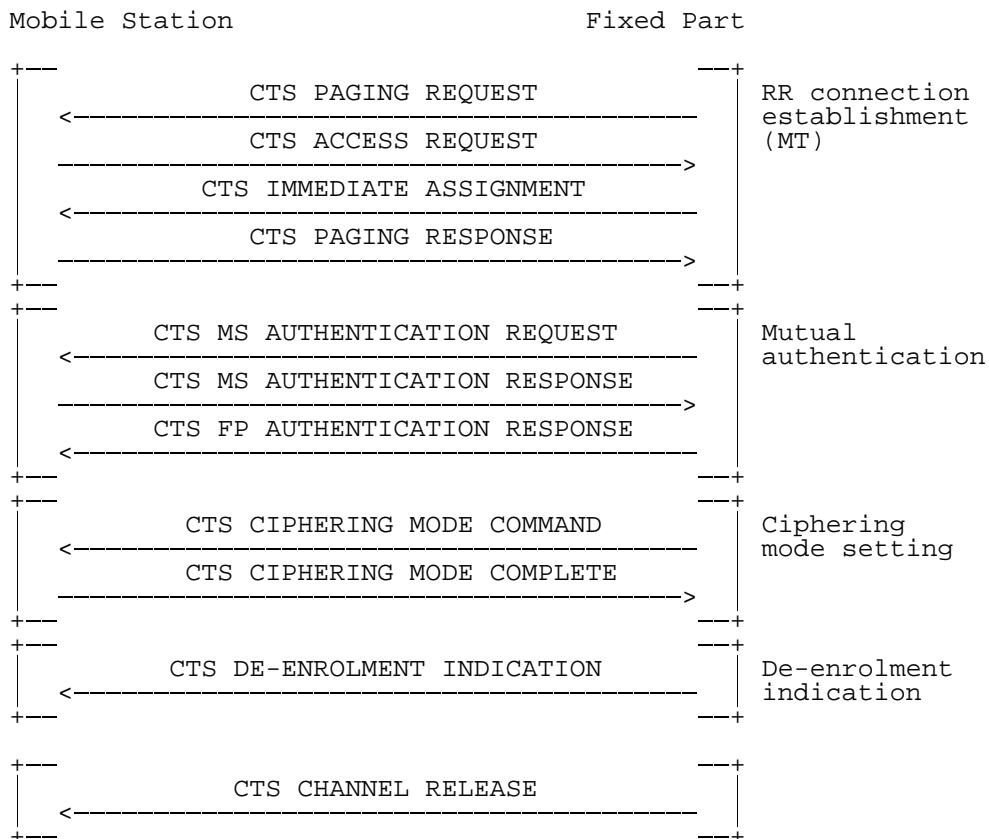 Mobile Station Fixed Part
CTS PAGING REQUEST RR connection
establishment
CTS ACCESS REQUEST (MT)
CTS IMMEDIATE ASSIGNMENT
CTS PAGING RESPONSE
CTS MS AUTHENTICATION REQUEST Mutual
authentication
CTS MS AUTHENTICATION RESPONSE
CTS FP AUTHENTICATION RESPONSE
CTS CIPHERING MODE COMMAND Ciphering
mode setting
CTS CIPHERING MODE COMPLETE
CTS DE-ENROLMENT INDICATION De-enrolment
indication
CTS CHANNEL RELEASE